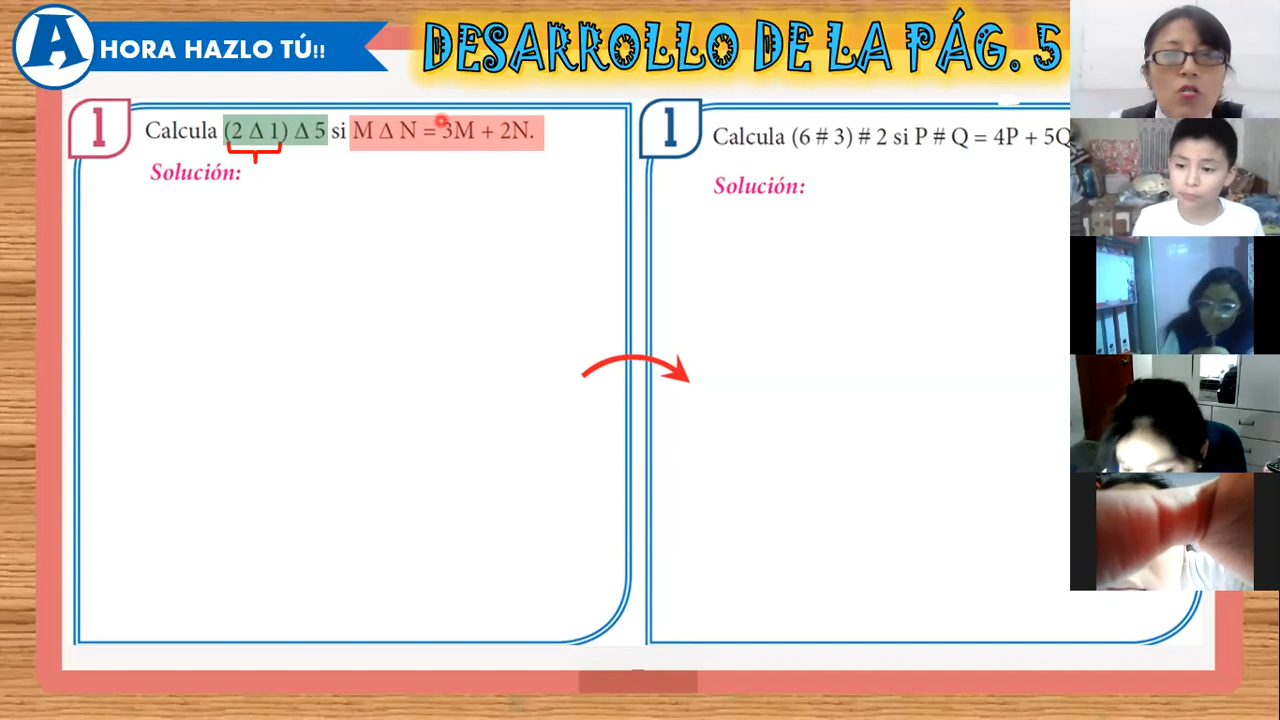 AHORA HAZLO TÚ!!
DESARROLLO DE LA PÁG. 5
1
Calcula (2 Δ 1) Δ 5 si M Δ N = 3M + 2N.
Solución:
1
Calcula (6 # 3) # 2 si P # Q = 4P + 5Q
Solución: